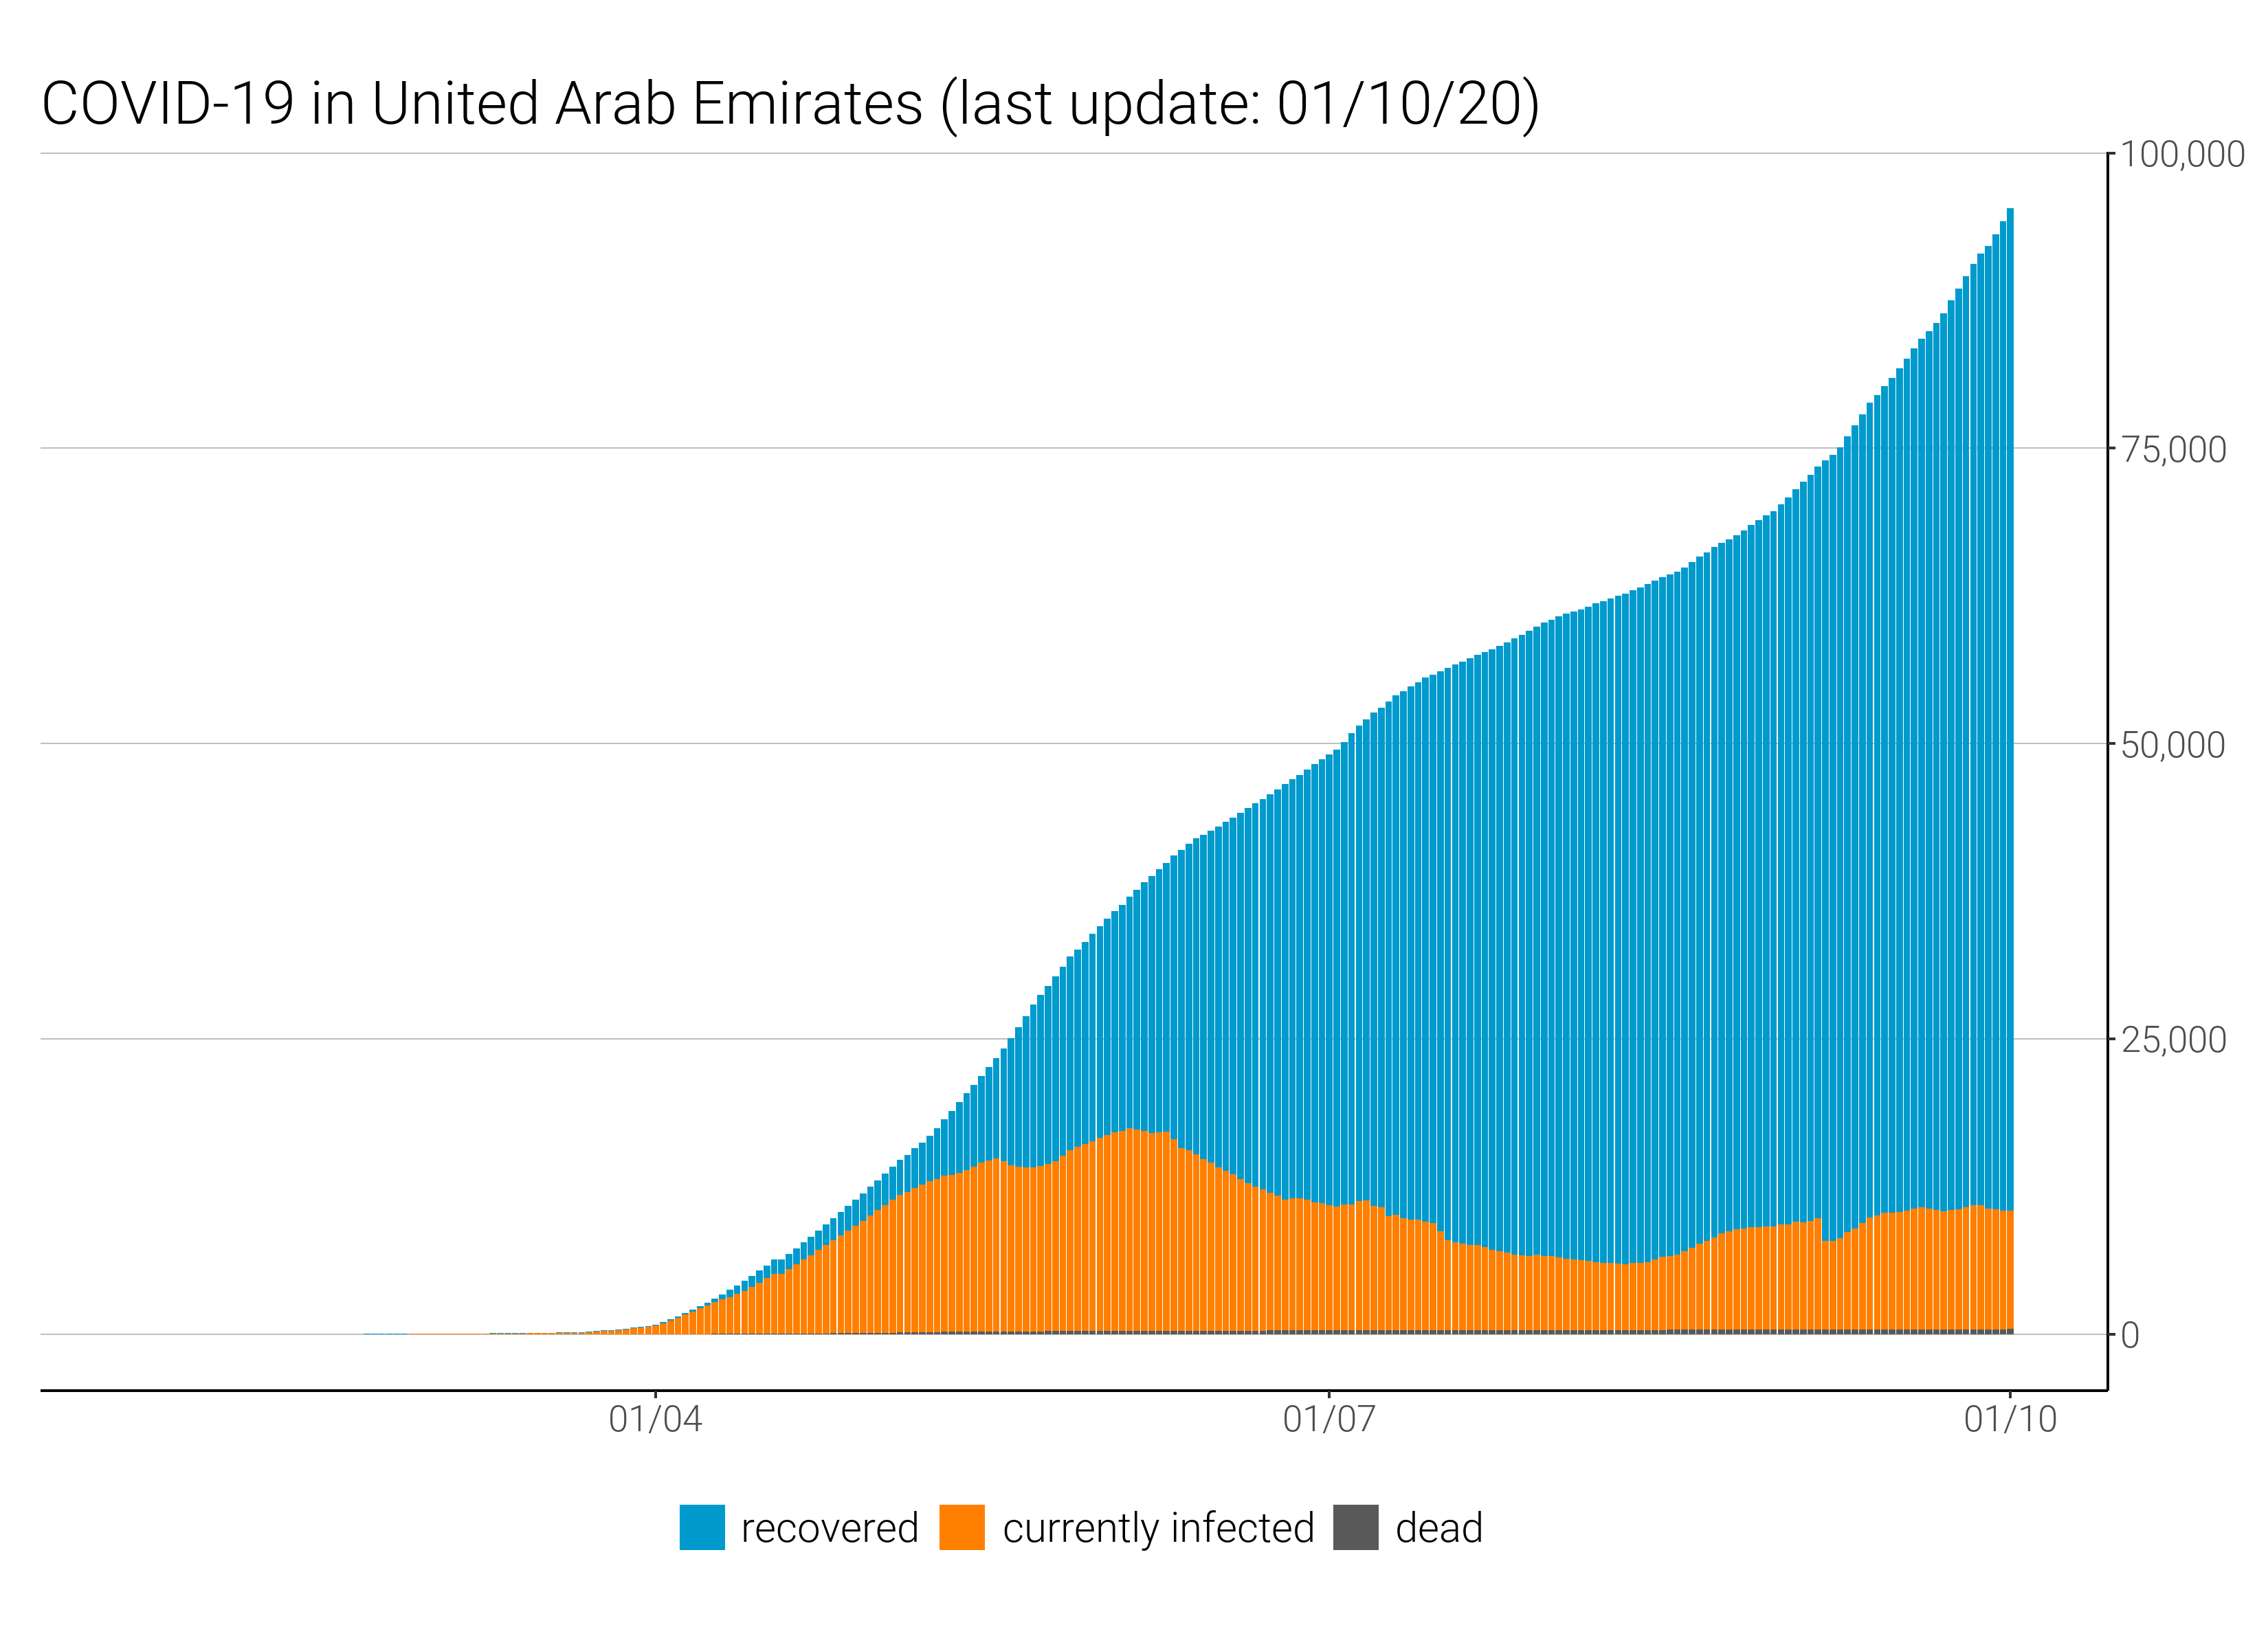 COVID-19 in United Arab Emirates (last update: 01/10/20)
100,000
75,000
50,000
25,000
0
01/04 01/07 01/10
recovered currently infected dead